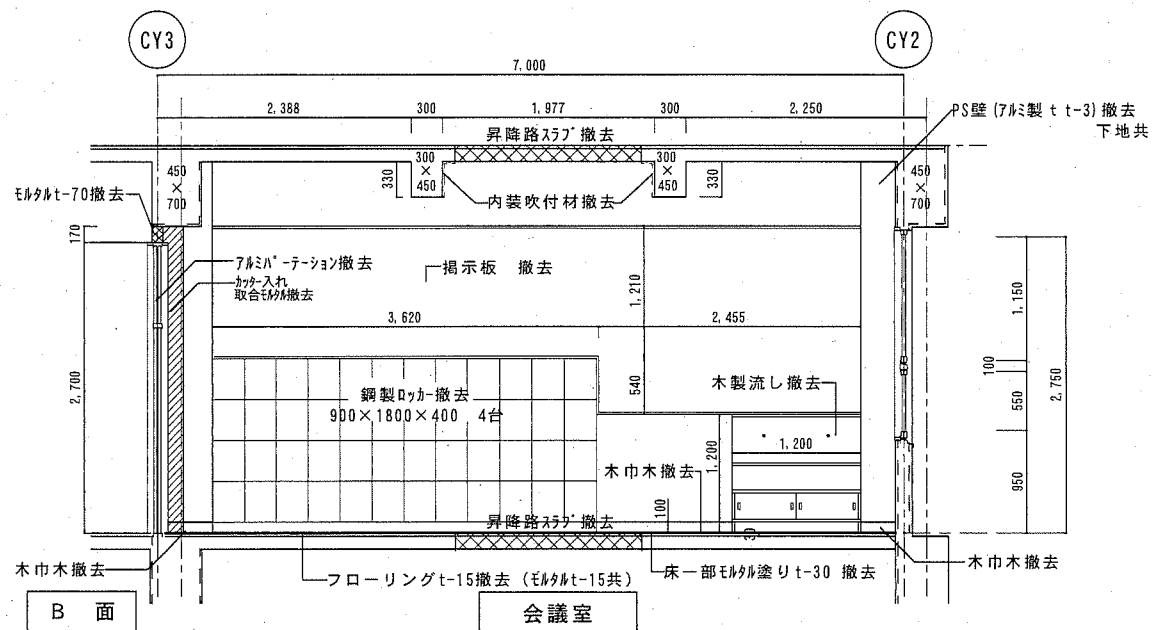 CY3
CY2
7,000
2,388
300
1,977
300
2,250
PS壁(アルミ製 t t-3)撤去
下地共
昇降路スラブ撤去
450
×
700
330
300
×
450
300
×
450
330
450
×
700
モルタルt-70撤去
内装吹付材撤去
170
アルミパーテション撤去
カッター入れ
取合モルタル撤去
掲示板 撤去
1,210
1,150
3,620
2,455
100
2,750
2,700
鋼製ロッカー撤去
900×1800×400 4台
540
木製流し撤去
550
1,200
1,200
木巾木撤去
950
100
昇降路スラブ撤去
30
木巾木撤去
フローリングt-15撤去(モルタルt-15共)
床一部モルタル塗りt-30 撤去
木巾木撤去
B 面
会議室